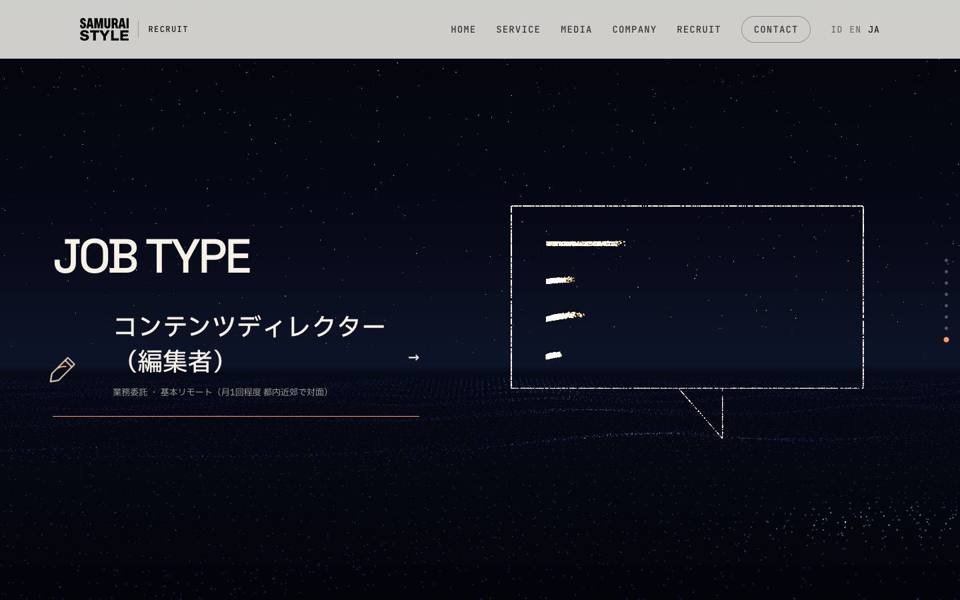 SAMURAI
STYLE
RECRUIT
HOME
SERVICE
MEDIA
COMPANY
RECRUIT
CONTACT
ID EN JA
JOB TYPE
コンテンツディレクター
（編集者）
→
業務委託 · 基本リモート（月1回程度 都内近郊で対面）